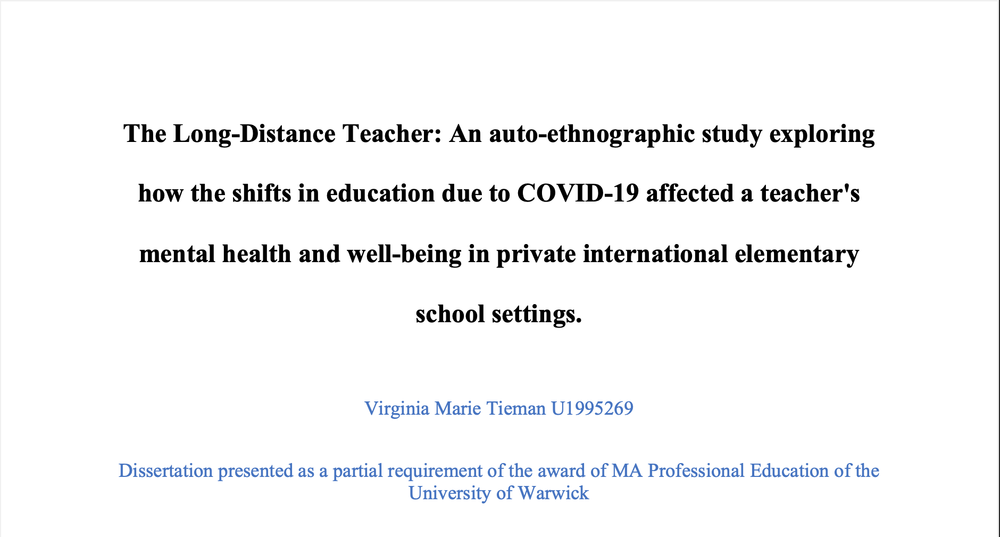 The Long-Distance Teacher: An auto-ethnographic study exploring
how the shifts in education due to COVID-19 affected a teacher's
mental health and well-being in private international elementary
school settings.
Virginia Marie Tieman U1995269
Dissertation presented as a partial requirement of the award of MA Professional Education of the
University of Warwick